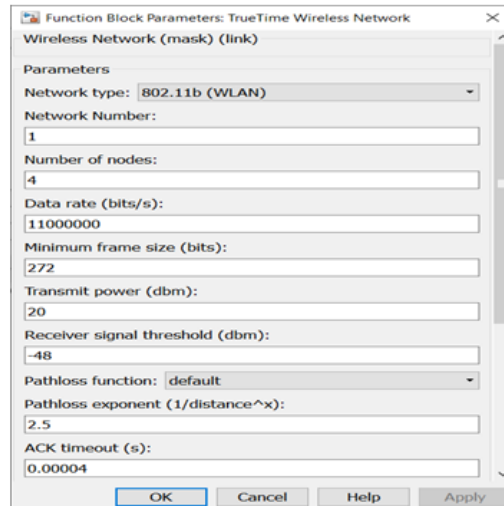 Function Block Parameters: TrueTime Wireless Network
Wireless Network (mask) (link)
Parameters
Network type: 802.11b (WLAN)
Network Number:
1
Number of nodes:
4
Data rate (bits/s):
11000000
Minimum frame size (bits):
272
Transmit power (dbm):
20
Receiver signal threshold (dbm):
-48
Pathloss function: default
Pathloss exponent (1/distance^x):
2.5
ACK timeout (s):
0.00004
OK Cancel Help Apply